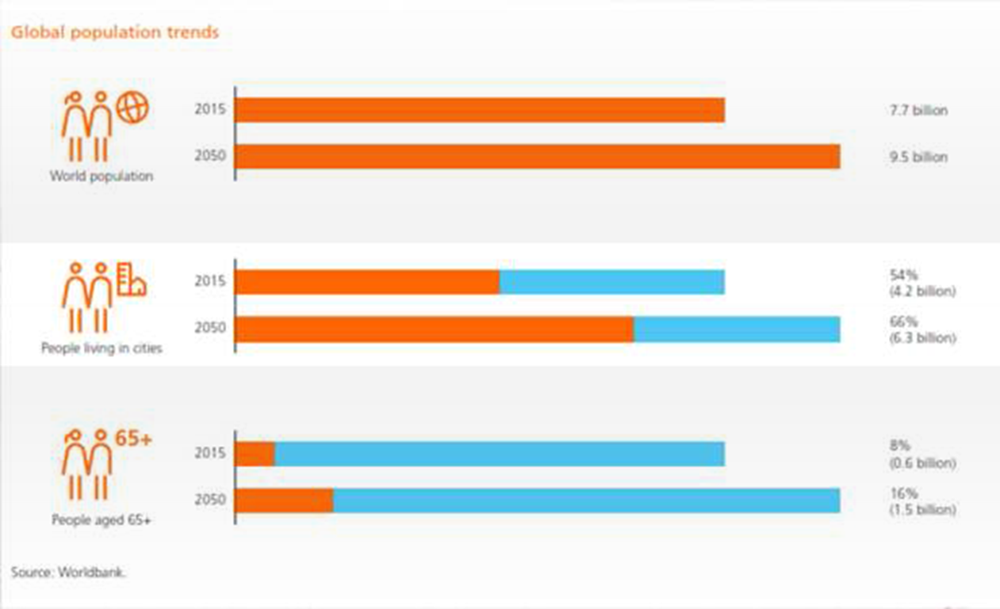 Global population trends
2015
7.7 billion
2050
9.5 billion
World population
2015
54%
(4.2 billion)
2050
66%
(6.3 billion)
People living in cities
65+
2015
8%
(0.6 billion)
2050
16%
(1.5 billion)
People aged 65+
Source: Worldbank.